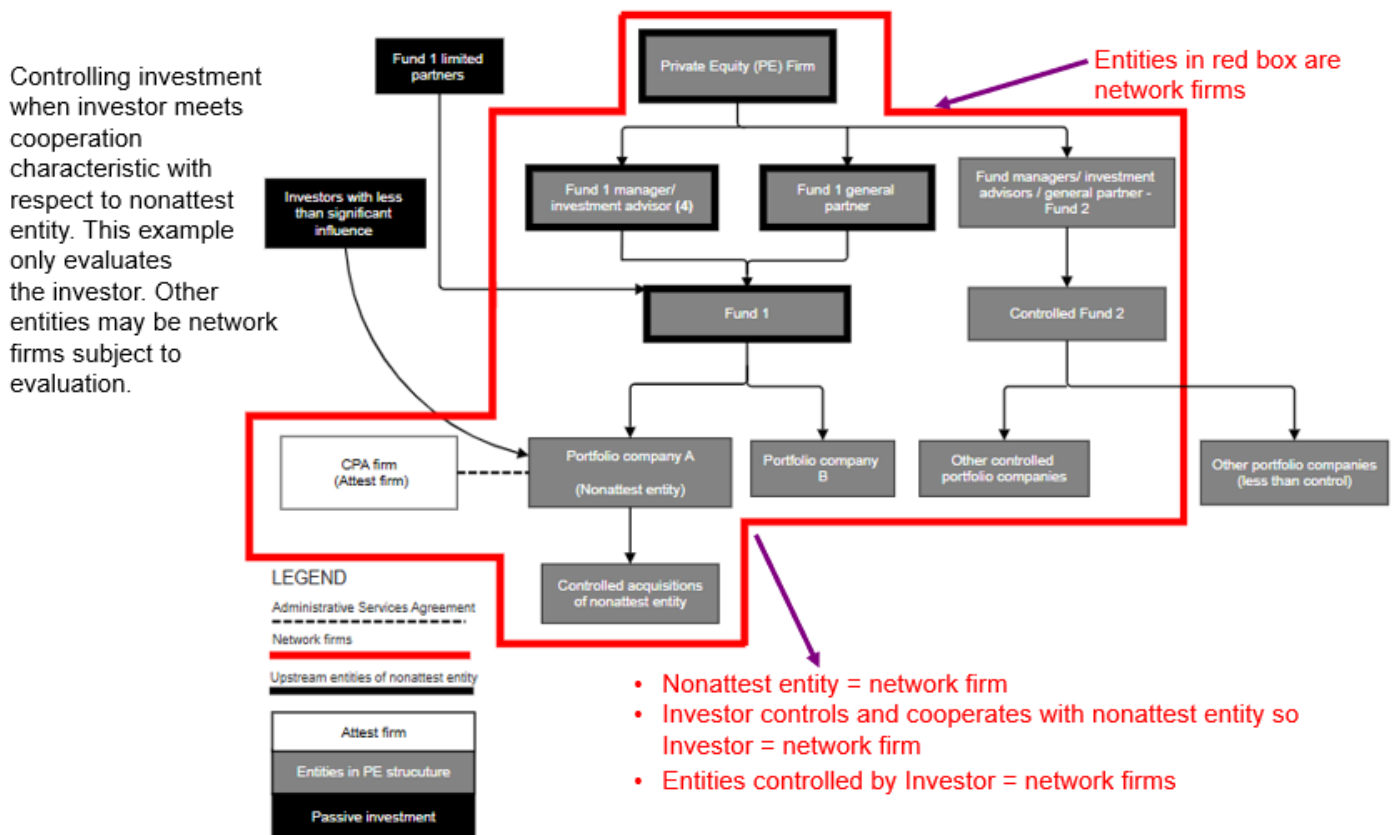 Controlling investment
when investor meets
cooperation
characteristic with
respect to nonattest
entity. This example
only evaluates
the investor. Other
entities may be network
firms subject to
evaluation.
Fund 1 limited
partners
Private Equity (PE) Firm
Entities in red box are
network firms
Investors with less
than significant
influence
Fund 1 manager/
investment advisor (4)
Fund 1 general
partner
Fund managers/ investment
advisors / general partner -
Fund 2
Fund 1
Controlled Fund 2
CPA firm
(Attest firm)
Portfolio company A
(Nonattest entity)
Portfolio company
B
Other controlled
portfolio companies
Other portfolio companies
(less than control)
Controlled acquisitions
of nonattest entity
LEGEND
Administrative Services Agreement
Network firms
Upstream entities of nonattest entity
Attest firm
Entities in PE strucuture
Passive investment
• Nonattest entity = network firm
• Investor controls and cooperates with nonattest entity so
Investor = network firm
• Entities controlled by Investor = network firms